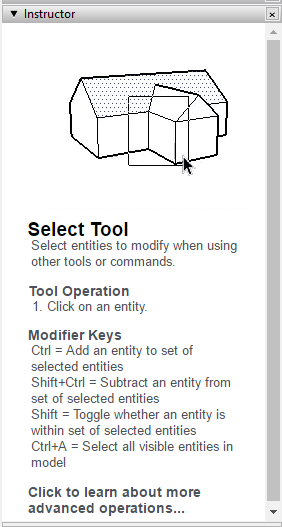 Instructor
Select Tool
Select entities to modify when using
other tools or commands.
Tool Operation
1. Click on an entity.
Modifier Keys
Ctrl = Add an entity to set of
selected entities
Shift+Ctrl = Subtract an entity from
set of selected entities
Shift = Toggle whether an entity is
within set of selected entities
Ctrl+A = Select all visible entities in
model
Click to learn about more
advanced operations...